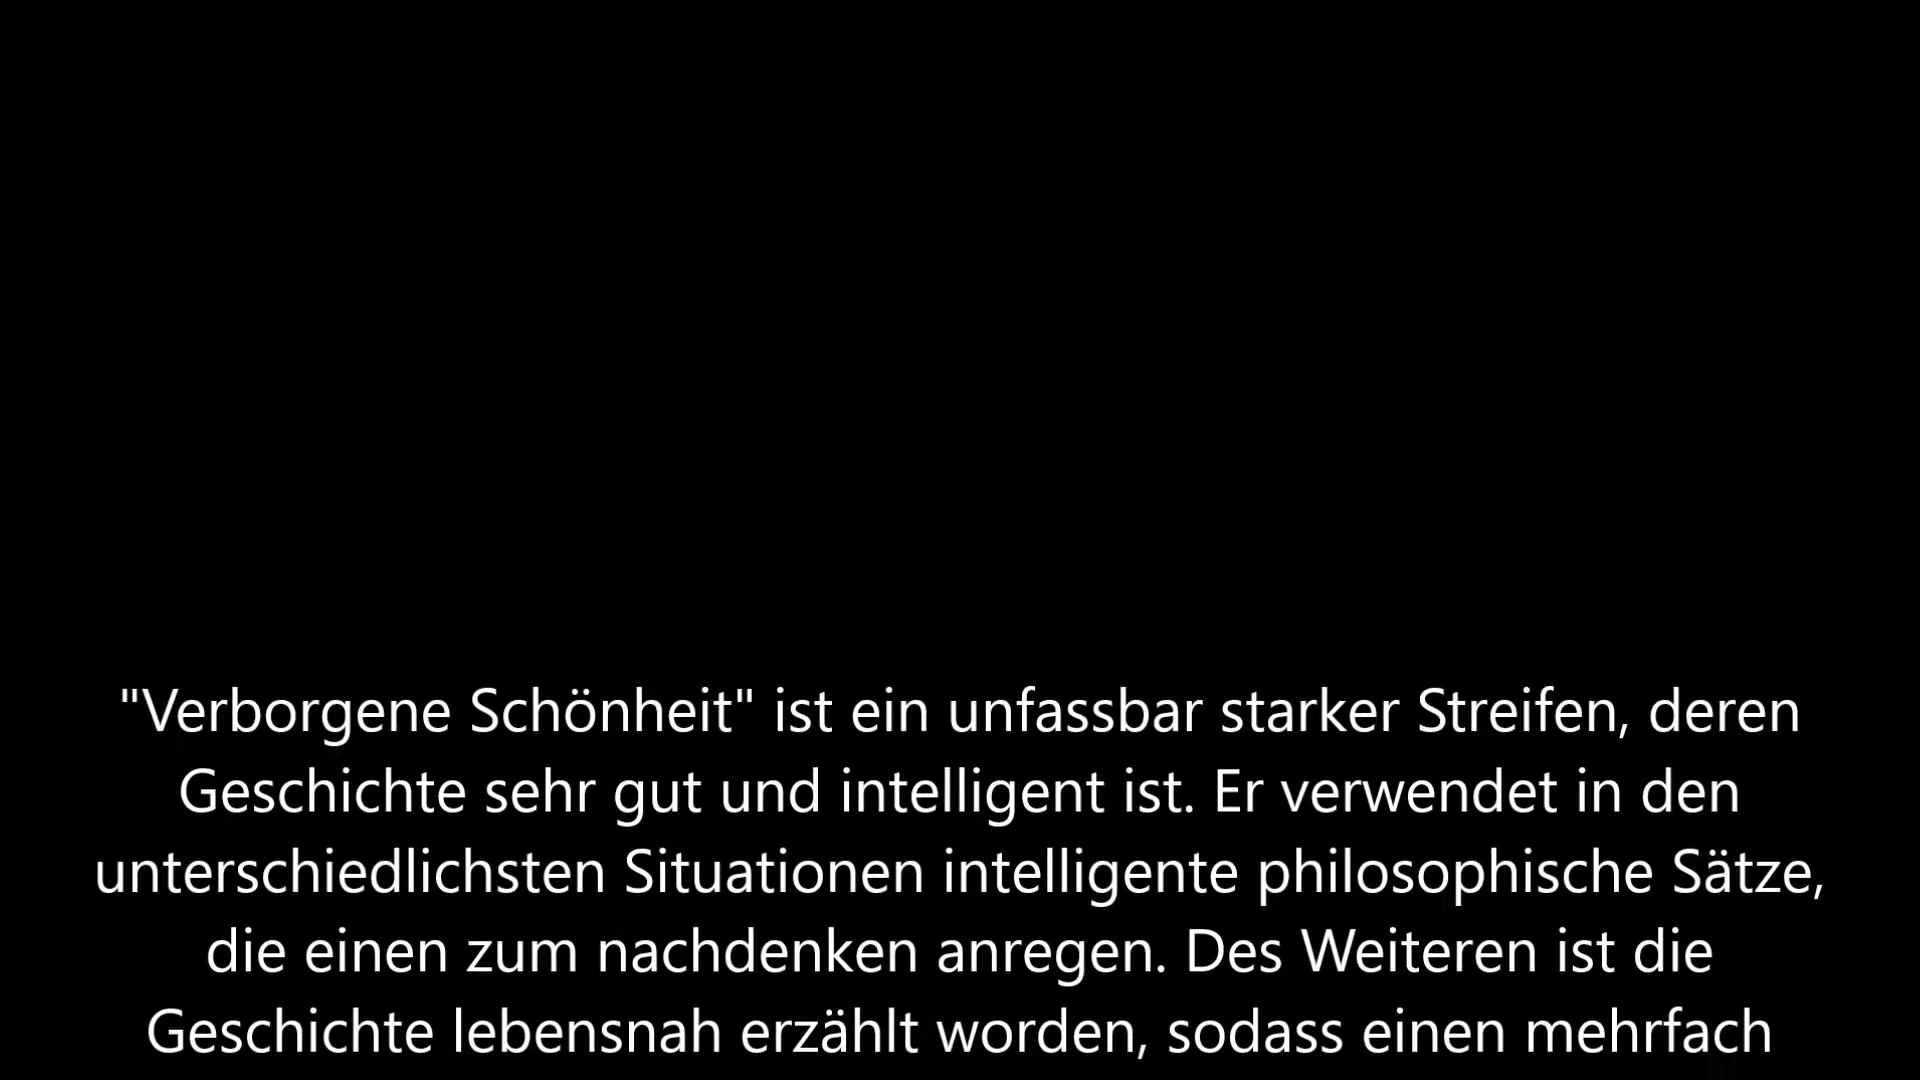 "Verborgene Schönheit" ist ein unfassbar starker Streifen, deren
Geschichte sehr gut und intelligent ist. Er verwendet in den
unterschiedlichsten Situationen intelligente philosophische Sätze,
die einen zum nachdenken anregen. Des Weiteren ist die
Geschichte lebensnah erzählt worden, sodass einen mehrfach